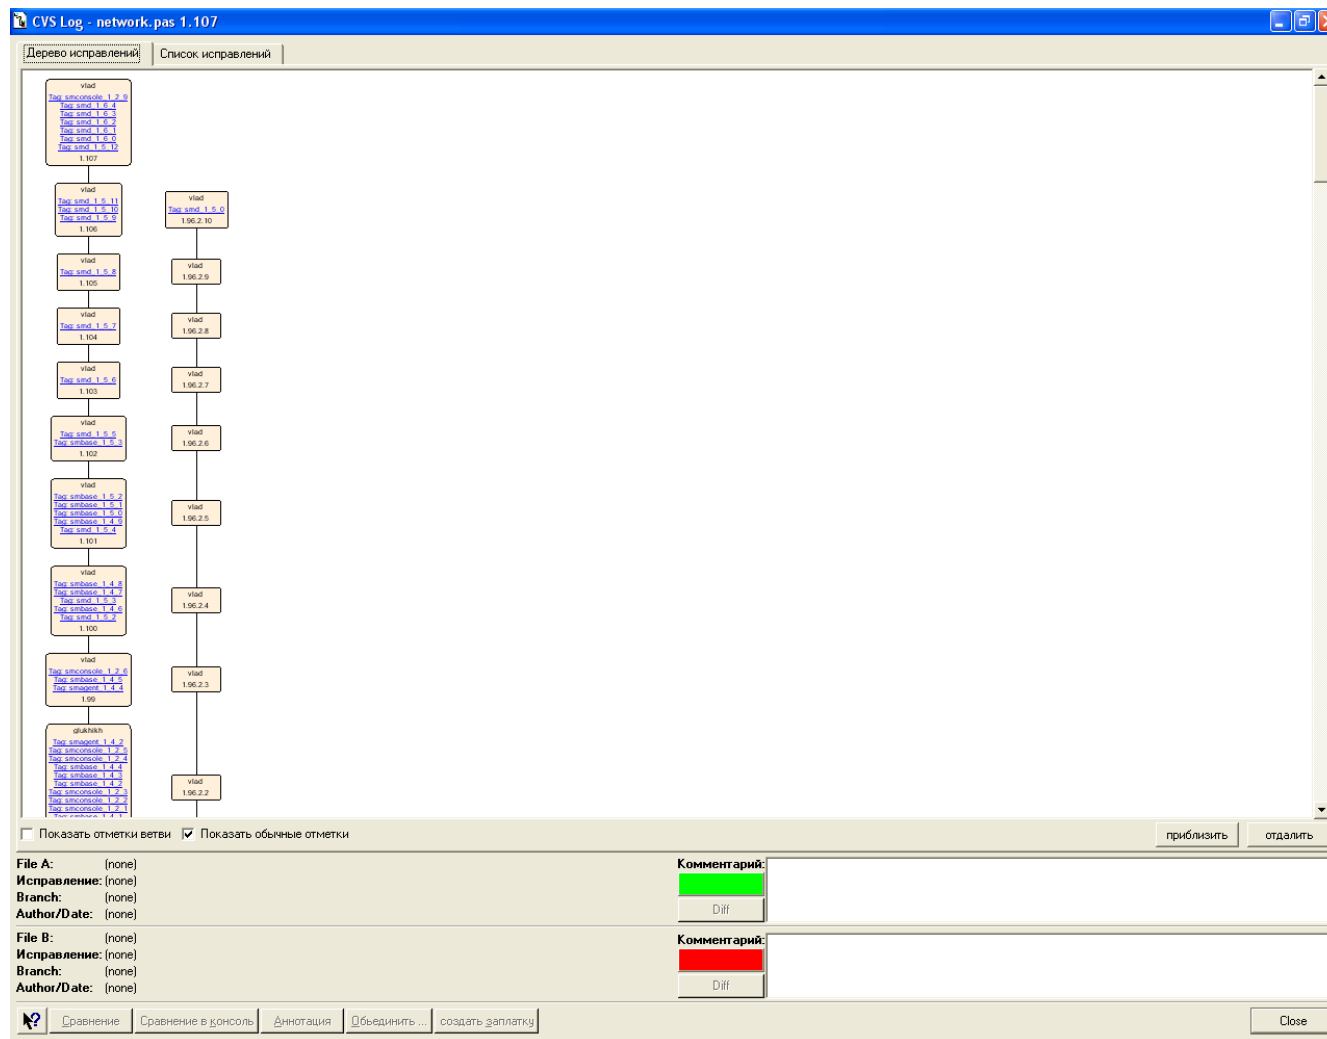 CVS Log - network.pas 1.107
Дерево исправлений
Список исправлений
vlad
Tag: smconsole_1_2_9
Tag: smd_1_6_4
Tag: smd_1_6_3
Tag: smd_1_6_2
Tag: smd_1_6_1
Tag: smd_1_6_0
Tag: smd_1_5_12
1.107
vlad
Tag: smd_1_5_11
Tag: smd_1_5_10
Tag: smd_1_5_9
1.106
vlad
Tag: smd_1_5_8
1.105
vlad
Tag: smd_1_5_7
1.104
vlad
Tag: smd_1_5_6
1.103
vlad
Tag: smd_1_5_5
Tag: smbase_1_5_3
1.102
vlad
Tag: smbase_1_5_2
Tag: smbase_1_5_1
Tag: smbase_1_5_0
Tag: smbase_1_4_9
Tag: smd_1_5_4
1.101
vlad
Tag: smbase_1_4_8
Tag: smbase_1_4_7
Tag: smd_1_5_3
Tag: smbase_1_4_6
Tag: smd_1_5_2
1.100
vlad
Tag: smconsole_1_2_6
Tag: smbase_1_4_5
Tag: smagent_1_4_4
1.99
glukhikh
Tag: smagent_1_4_2
Tag: smconsole_1_2_5
Tag: smconsole_1_2_4
Tag: smbase_1_4_4
Tag: smbase_1_4_3
Tag: smbase_1_4_2
Tag: smconsole_1_2_3
Tag: smconsole_1_2_2
Tag: smconsole_1_2_1
Tag: smbase_1_4_1
vlad
Tag: smd_1_5_0
1.96.2.10
vlad
1.96.2.9
vlad
1.96.2.8
vlad
1.96.2.7
vlad
1.96.2.6
vlad
1.96.2.5
vlad
1.96.2.4
vlad
1.96.2.3
vlad
1.96.2.2
Показать отметки ветви
Показать обычные отметки
приблизить
отдалить
File A: (none)
Исправление: (none)
Branch: (none)
Author/Date: (none)
Комментарий:
Diff
File B: (none)
Исправление: (none)
Branch: (none)
Author/Date: (none)
Комментарий:
Diff
Сравнение
Сравнение в консоль
Аннотация
Объединить ...
создать заплатку
Close